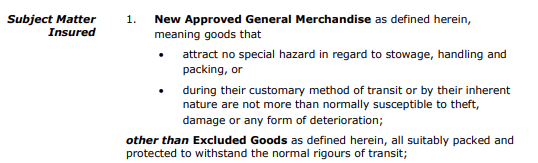 Subject Matter Insured
1. New Approved General Merchandise as defined herein,
meaning goods that
• attract no special hazard in regard to stowage, handling and
packing, or
• during their customary method of transit or by their inherent
nature are not more than normally susceptible to theft,
damage or any form of deterioration;
other than Excluded Goods as defined herein, all suitably packed and
protected to withstand the normal rigours of transit;